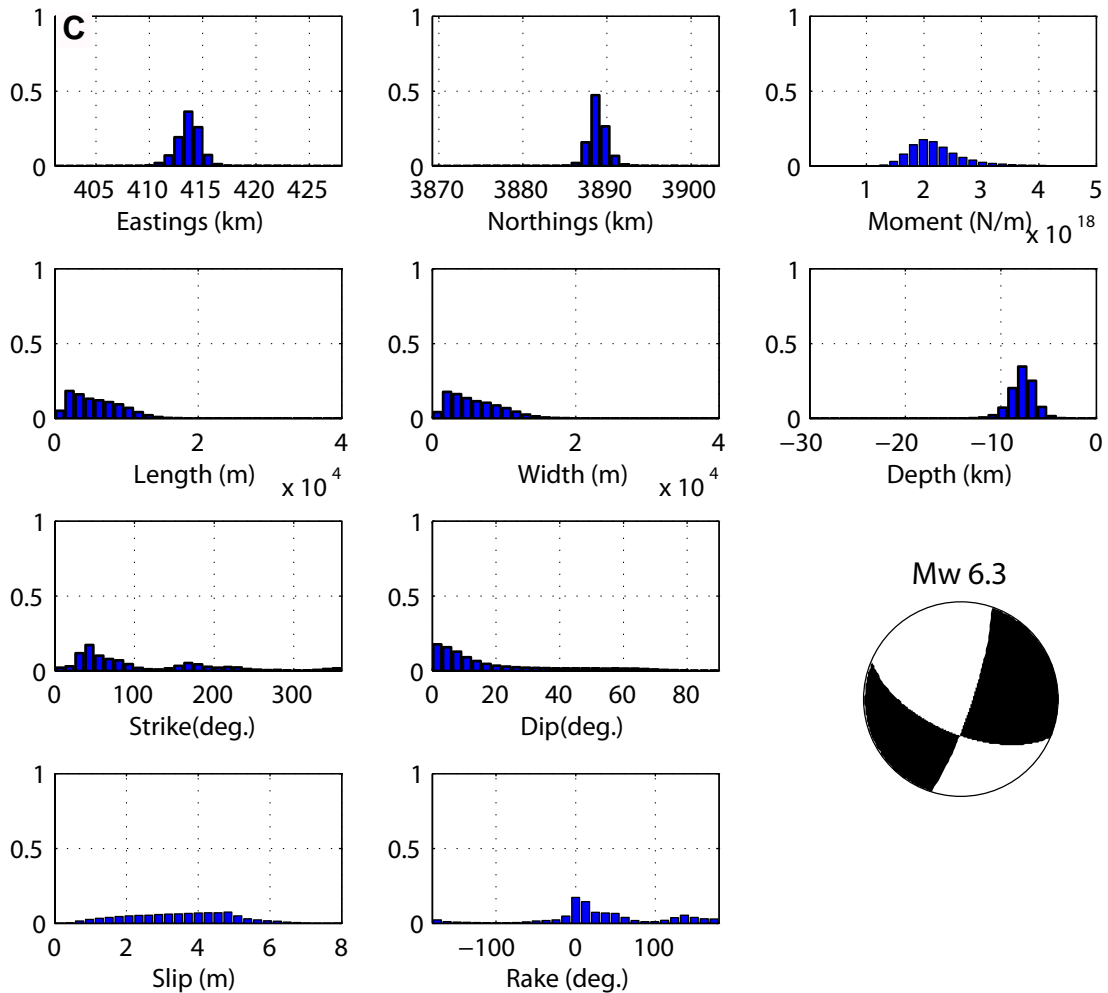 C
1
0.5
0
405 410 415 420 425
Eastings (km)
1
0.5
0
3870 3880 3890 3900
Northings (km)
1
0.5
0
1 2 3 4 5
Moment (N/m)
x 10 18
1
0.5
0
0 2 4
Length (m)
x 10 4
1
0.5
0
0 2 4
Width (m)
x 10 4
1
0.5
0
−30 −20 −10 0
Depth (km)
1
0.5
0
0 100 200 300
Strike(deg.)
1
0.5
0
0 20 40 60 80
Dip(deg.)
Mw 6.3
1
0.5
0
0 2 4 6 8
Slip (m)
1
0.5
0
−100 0 100
Rake (deg.)